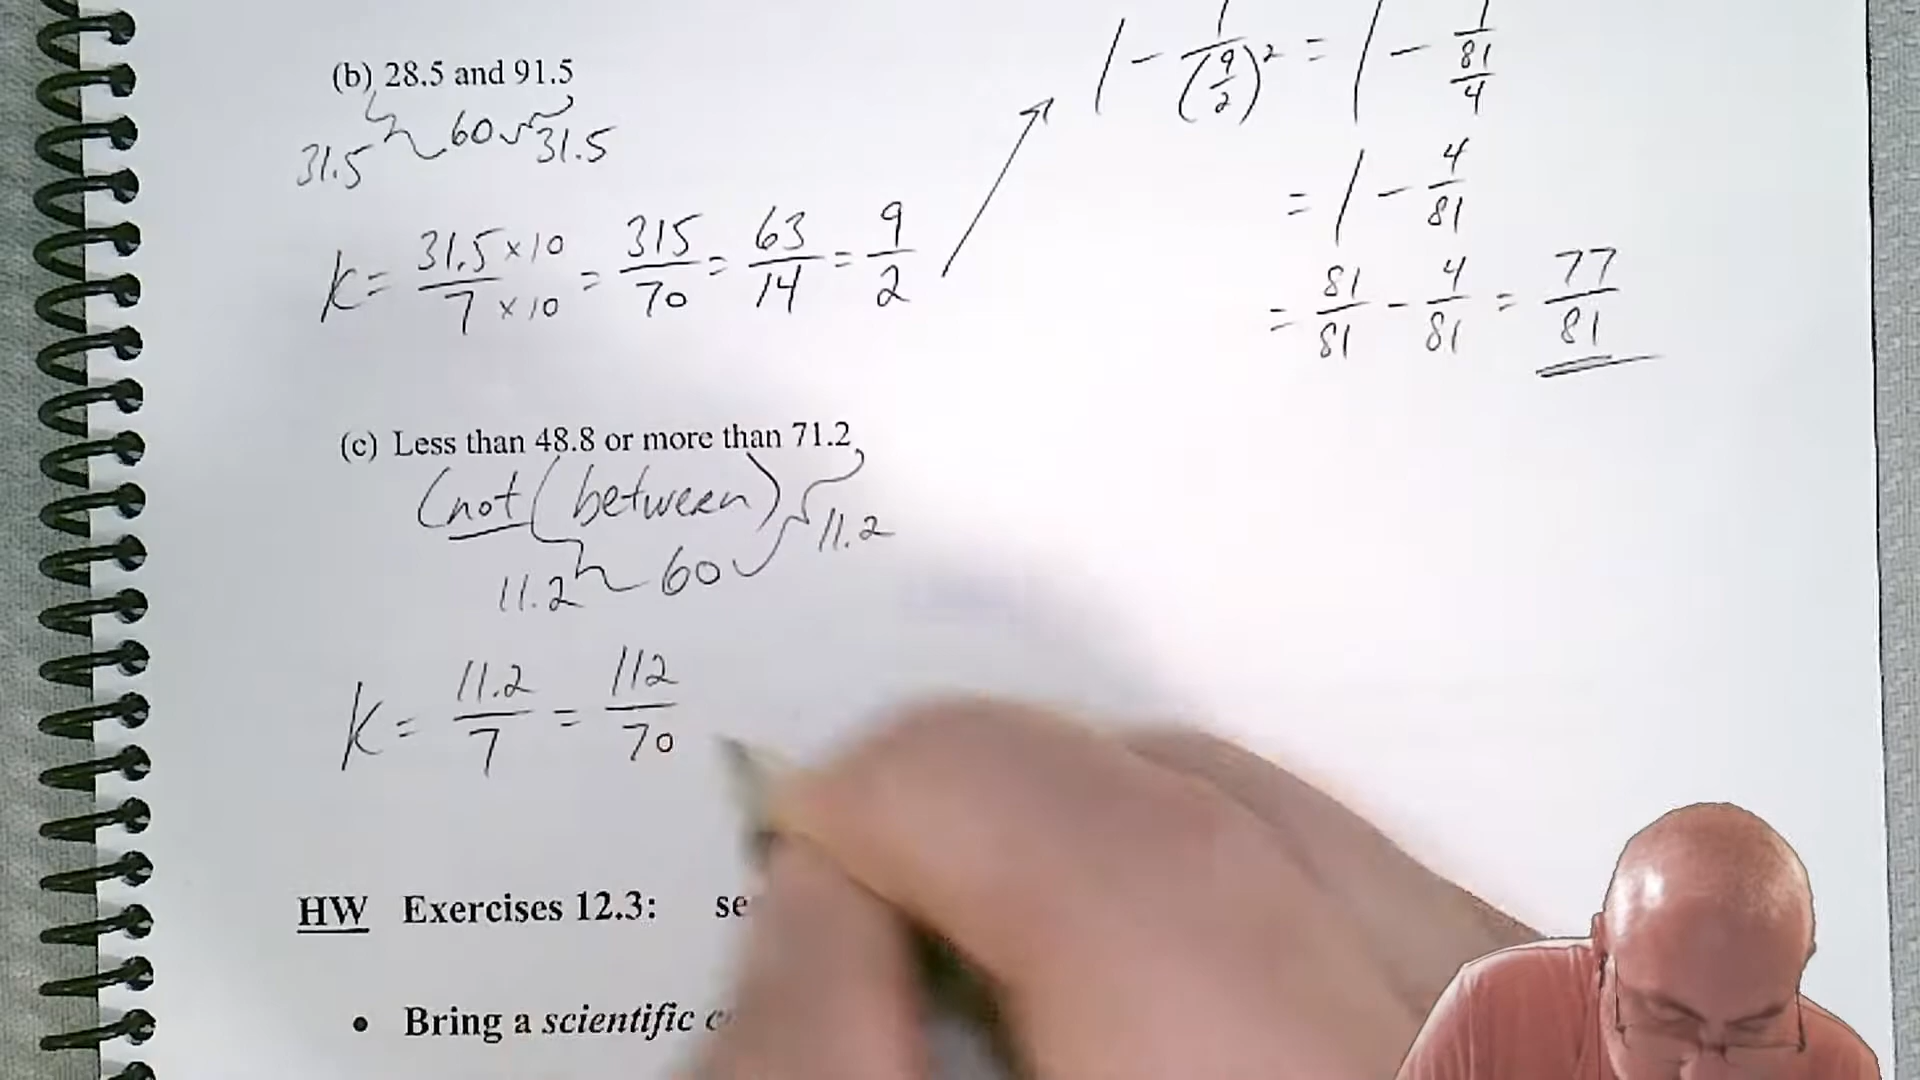 (b) 28.5 and 91.5
31.5 60 31.5
K = 31.5 × 10 / 7 × 10 = 315 / 70 = 63 / 14 = 9 / 2
1 - 1 / (9/2)² = 1 - 1 / 81/4
= 1 - 4 / 81
= 81 / 81 - 4 / 81 = 77 / 81
(c) Less than 48.8 or more than 71.2
(not (between)
11.2 60 11.2
K = 11.2 / 7 = 112 / 70
HW Exercises 12.3: se
• Bring a scientific c